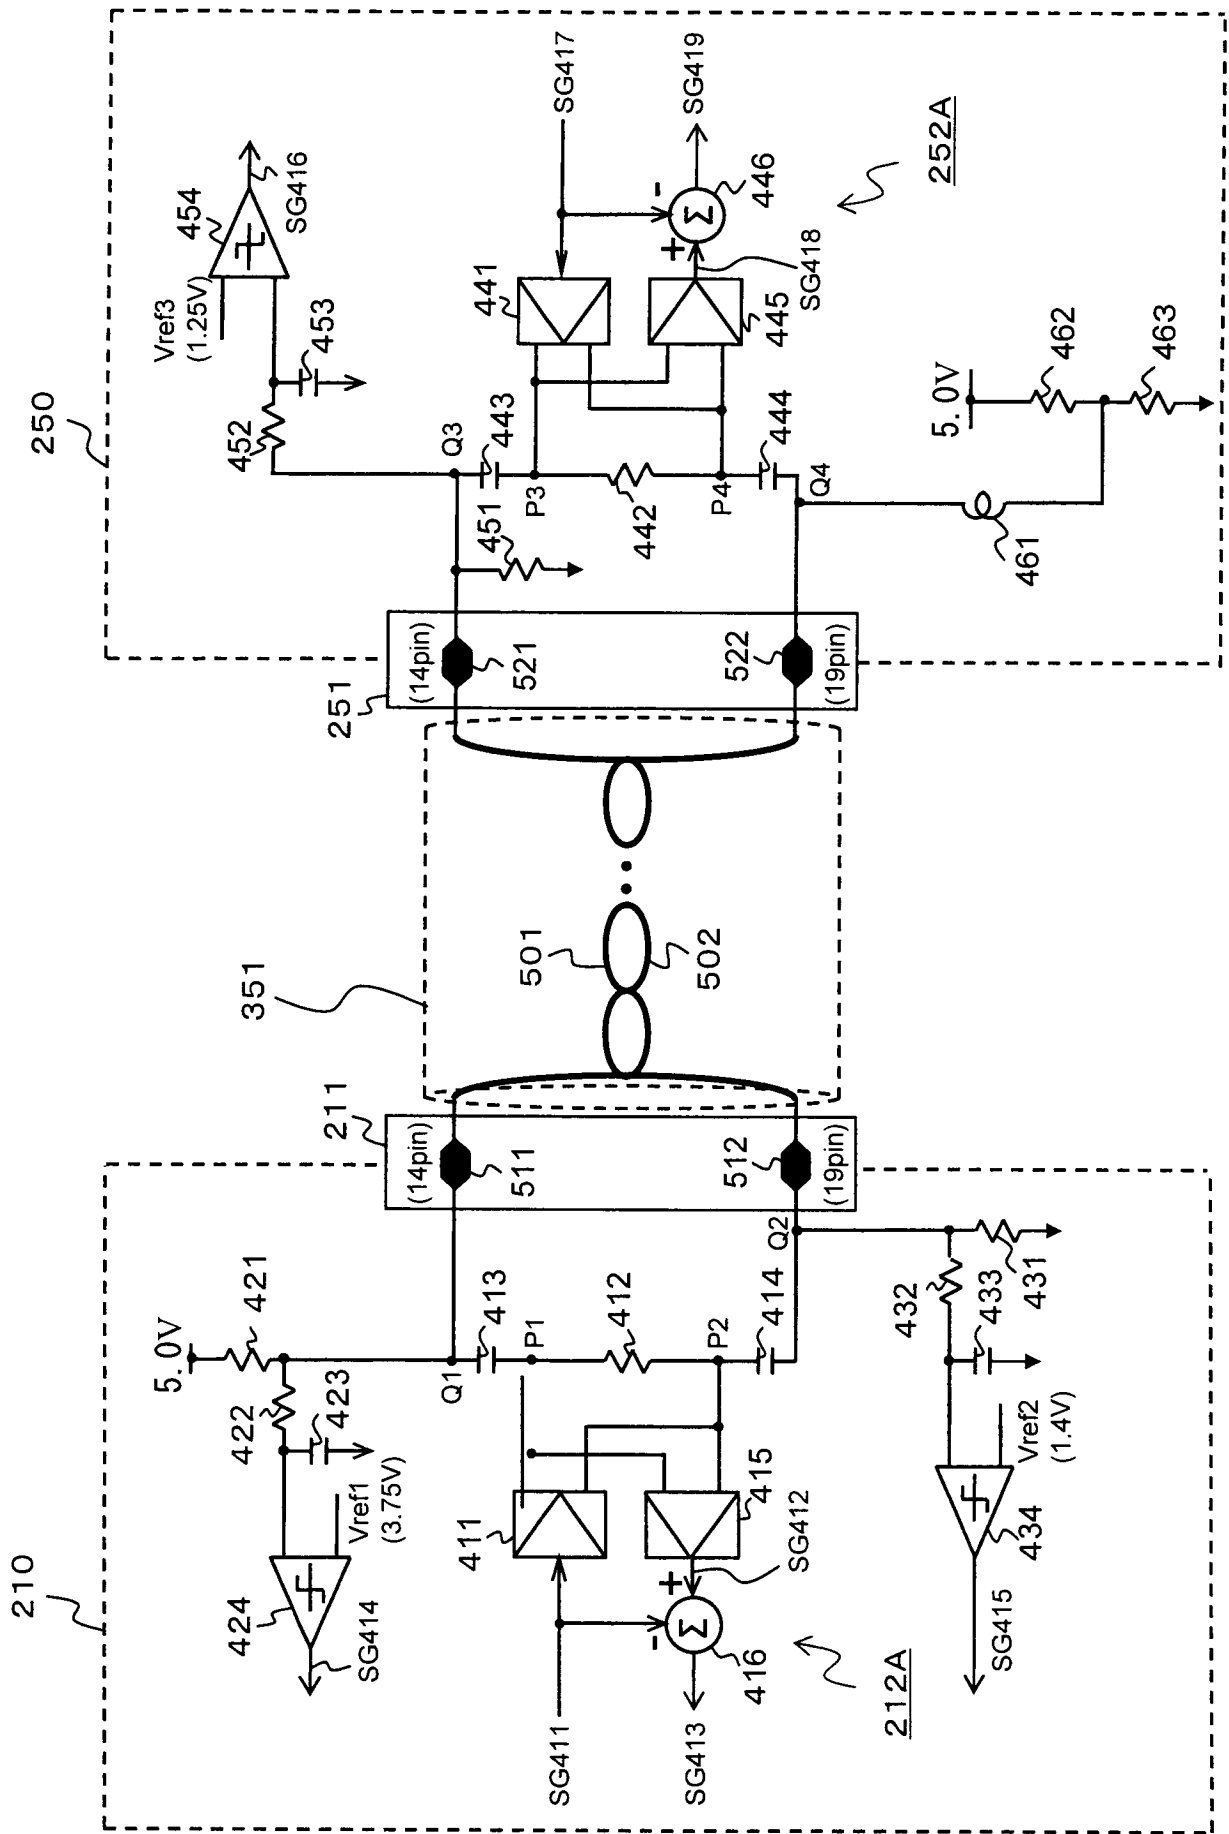 210
5.0V
421
422
423
424
SG414
Vref1
(3.75V)
Q1
413
P1
412
P2
414
Q2
411
415
SG411
SG412
+
-
Σ
416
SG413
212A
432
433
431
Vref2
(1.4V)
434
SG415
211
(14pin)
511
512
(19pin)
351
501
502
250
251
(14pin)
521
522
(19pin)
Vref3
(1.25V)
454
SG416
452
453
Q3
443
451
P3
442
P4
444
Q4
441
445
SG417
SG418
+
-
Σ
446
SG419
252A
5.0V
462
463
461